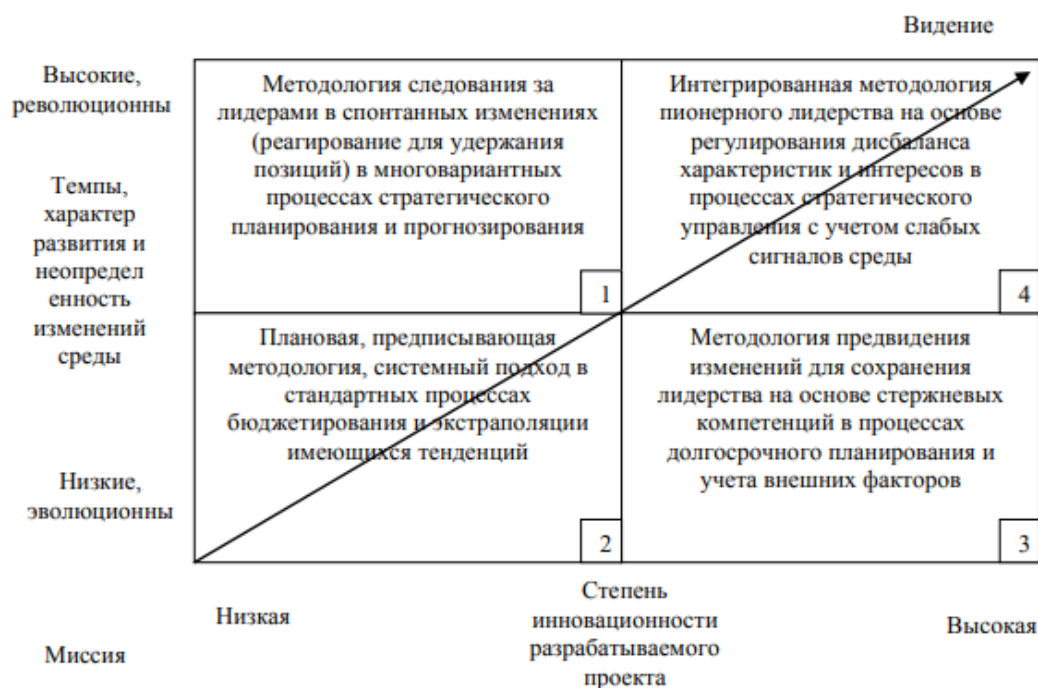 Видение
Высокие,
революционны
Методология следования за
лидерами в спонтанных изменениях
(реагирование для удержания
позиций) в многовариантных
процессах стратегического
планирования и прогнозирования
1
Интегрированная методология
пионерного лидерства на основе
регулирования дисбаланса
характеристик и интересов в
процессах стратегического
управления с учетом слабых
сигналов среды
4
Темпы,
характер
развития и
неопредел
енность
изменений
среды
Плановая, предписывающая
методология, системный подход в
стандартных процессах
бюджетирования и экстраполяции
имеющихся тенденций
2
Методология предвидения
изменений для сохранения
лидерства на основе стержневых
компетенций в процессах
долгосрочного планирования и
учета внешних факторов
3
Низкие,
эволюционны
Низкая
Степень
инновационности
разрабатываемого
проекта
Высокая
Миссия